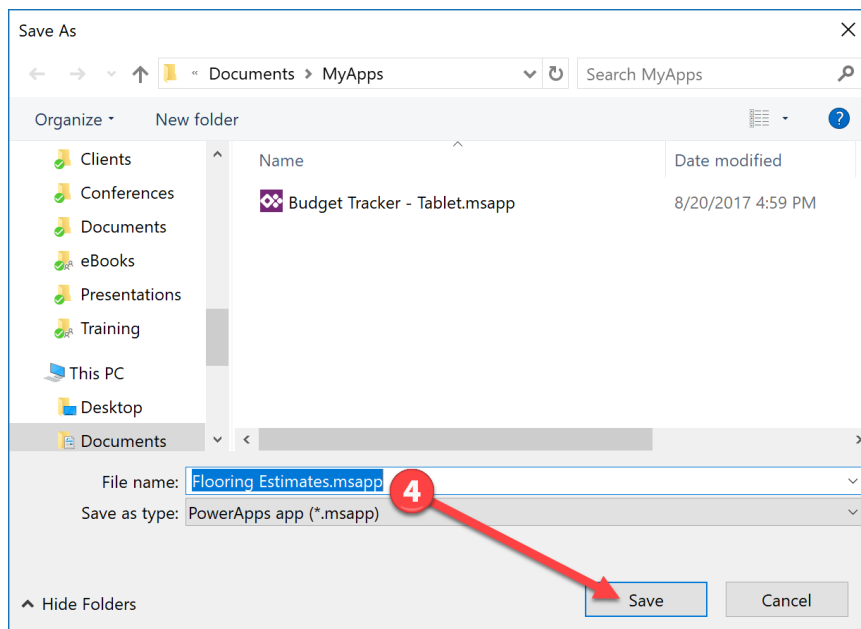 Save As
« Documents > MyApps
Search MyApps
Organize
New folder
?
Clients
Conferences
Documents
eBooks
Presentations
Training
This PC
Desktop
Documents
Name
Date modified
Budget Tracker - Tablet.msapp
8/20/2017 4:59 PM
File name: Flooring Estimates.msapp
4
Save as type: PowerApps app (*.msapp)
Hide Folders
Save
Cancel